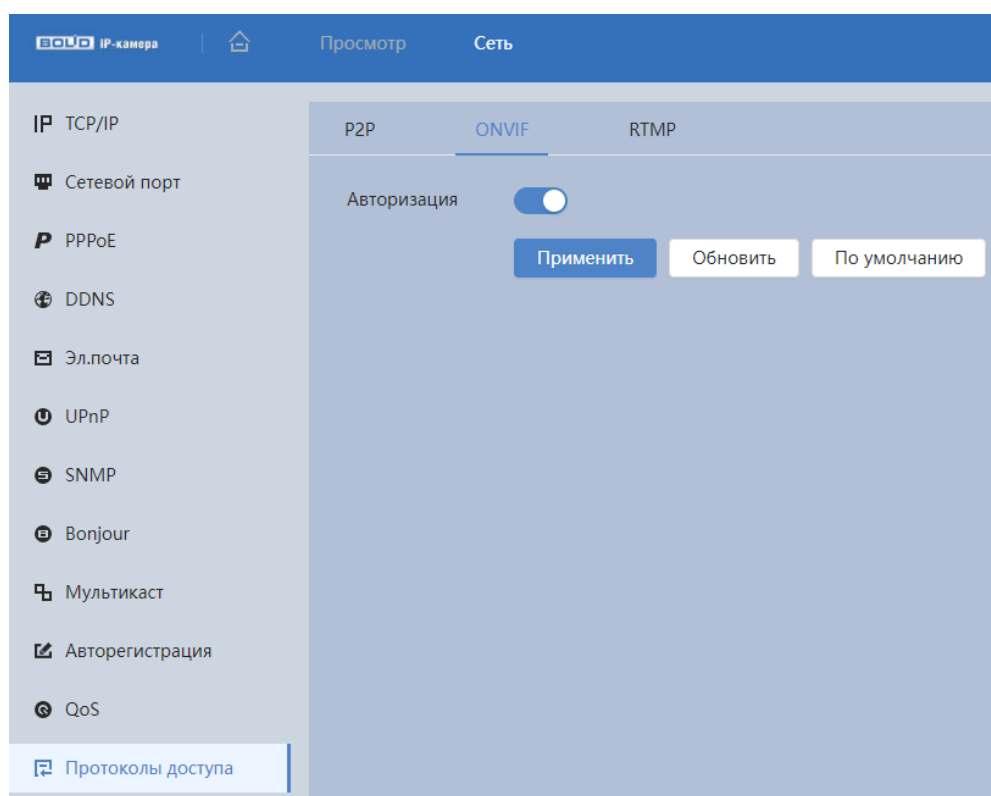 BOLID IP-камера Просмотр Сеть
TCP/IP
Сетевой порт
PPPoE
DDNS
Эл.почта
UPnP
SNMP
Bonjour
Мультикаст
Авторегистрация
QoS
Протоколы доступа
P2P ONVIF RTMP
Авторизация
Применить Обновить По умолчанию